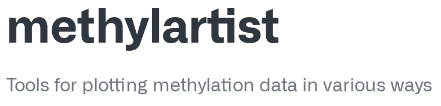 methylartist
Tools for plotting methylation data in various ways